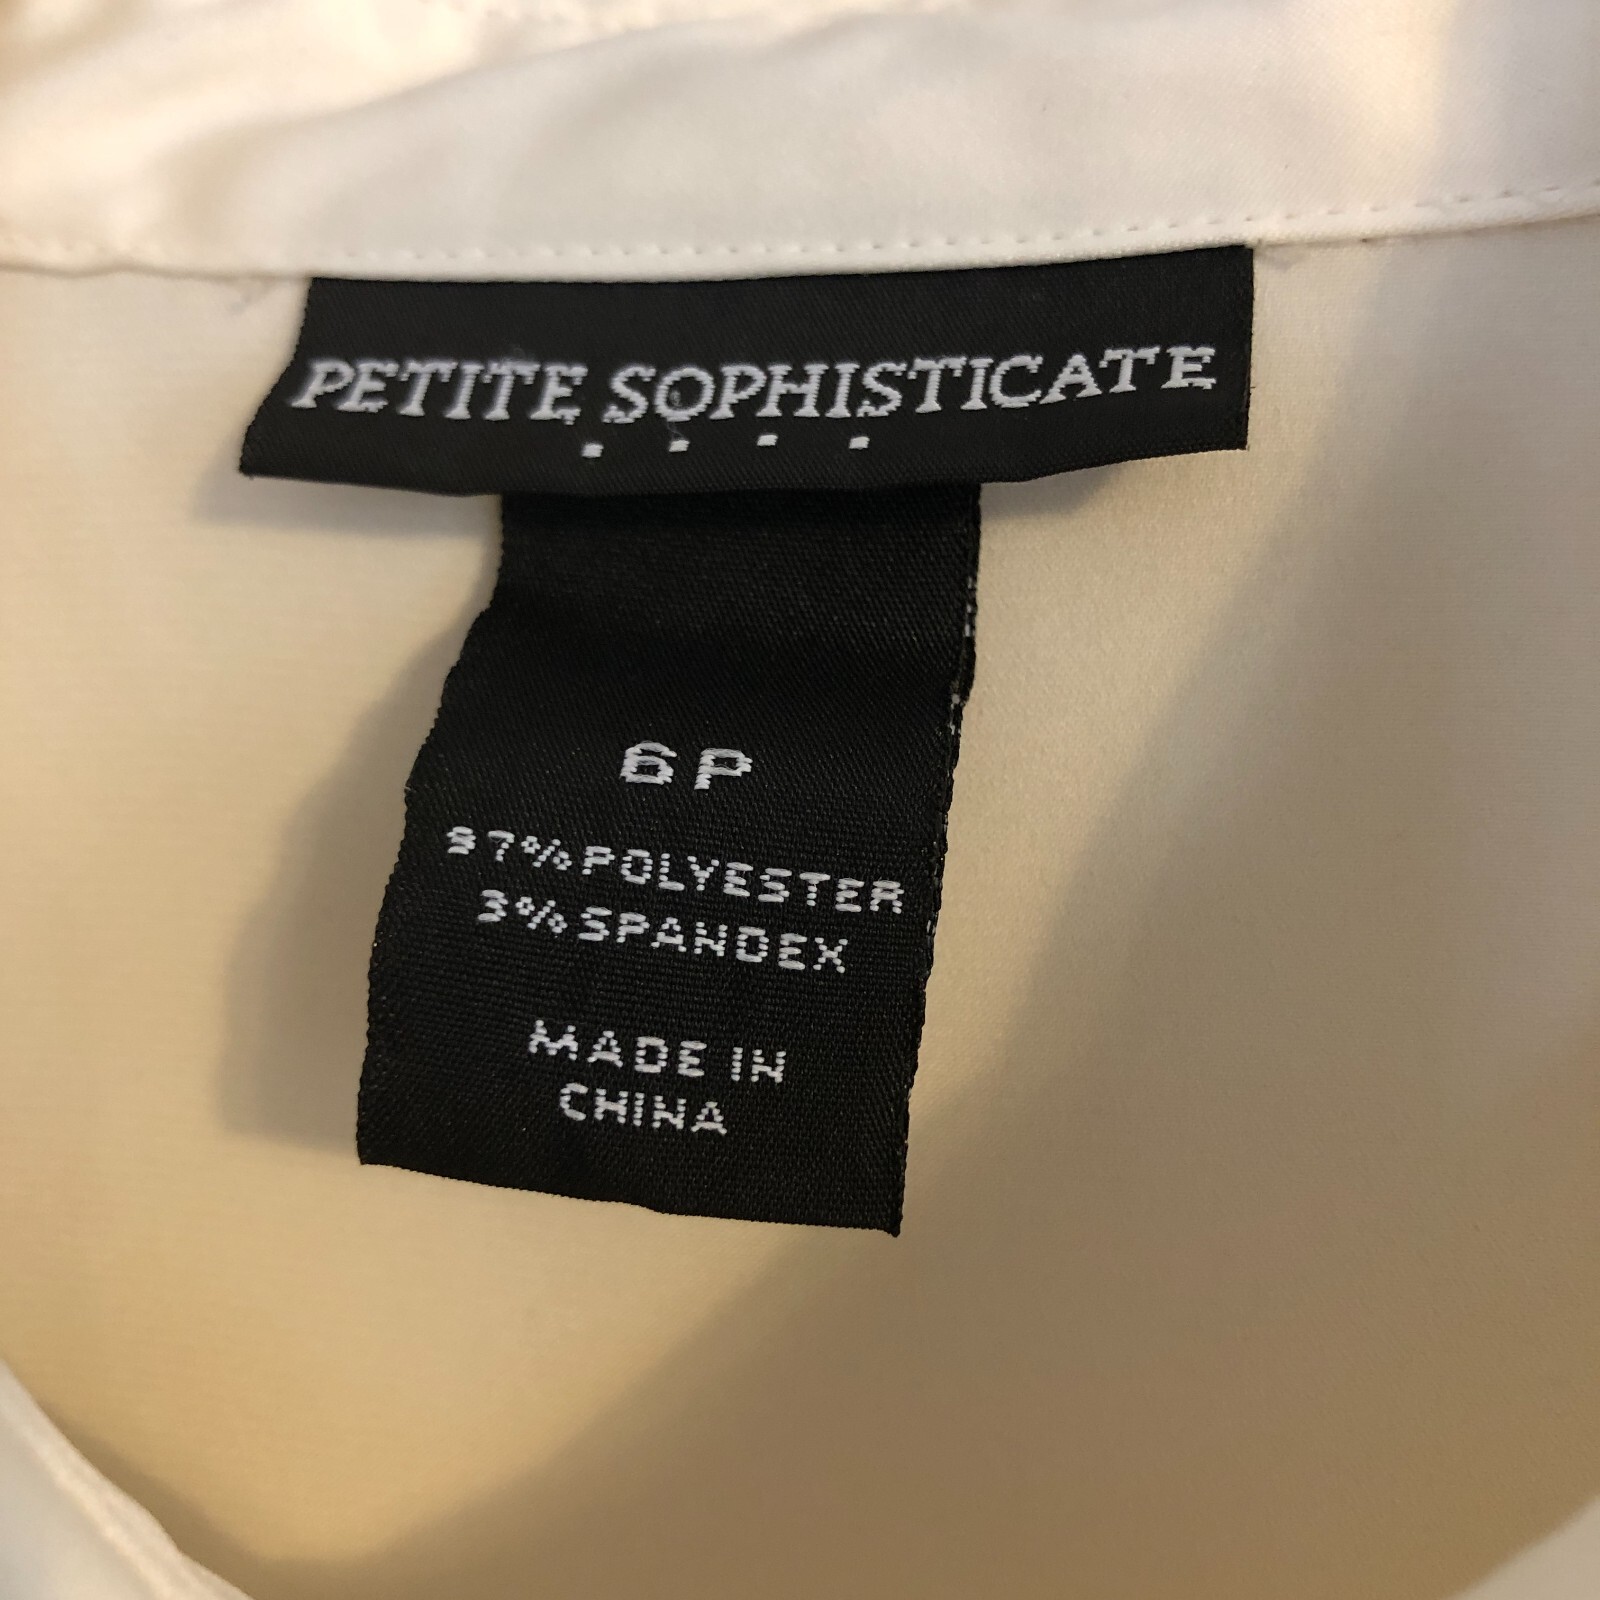 PETITE SOPHISTICATE
6P
97% POLYESTER
3% SPANDEX
MADE IN
CHINA